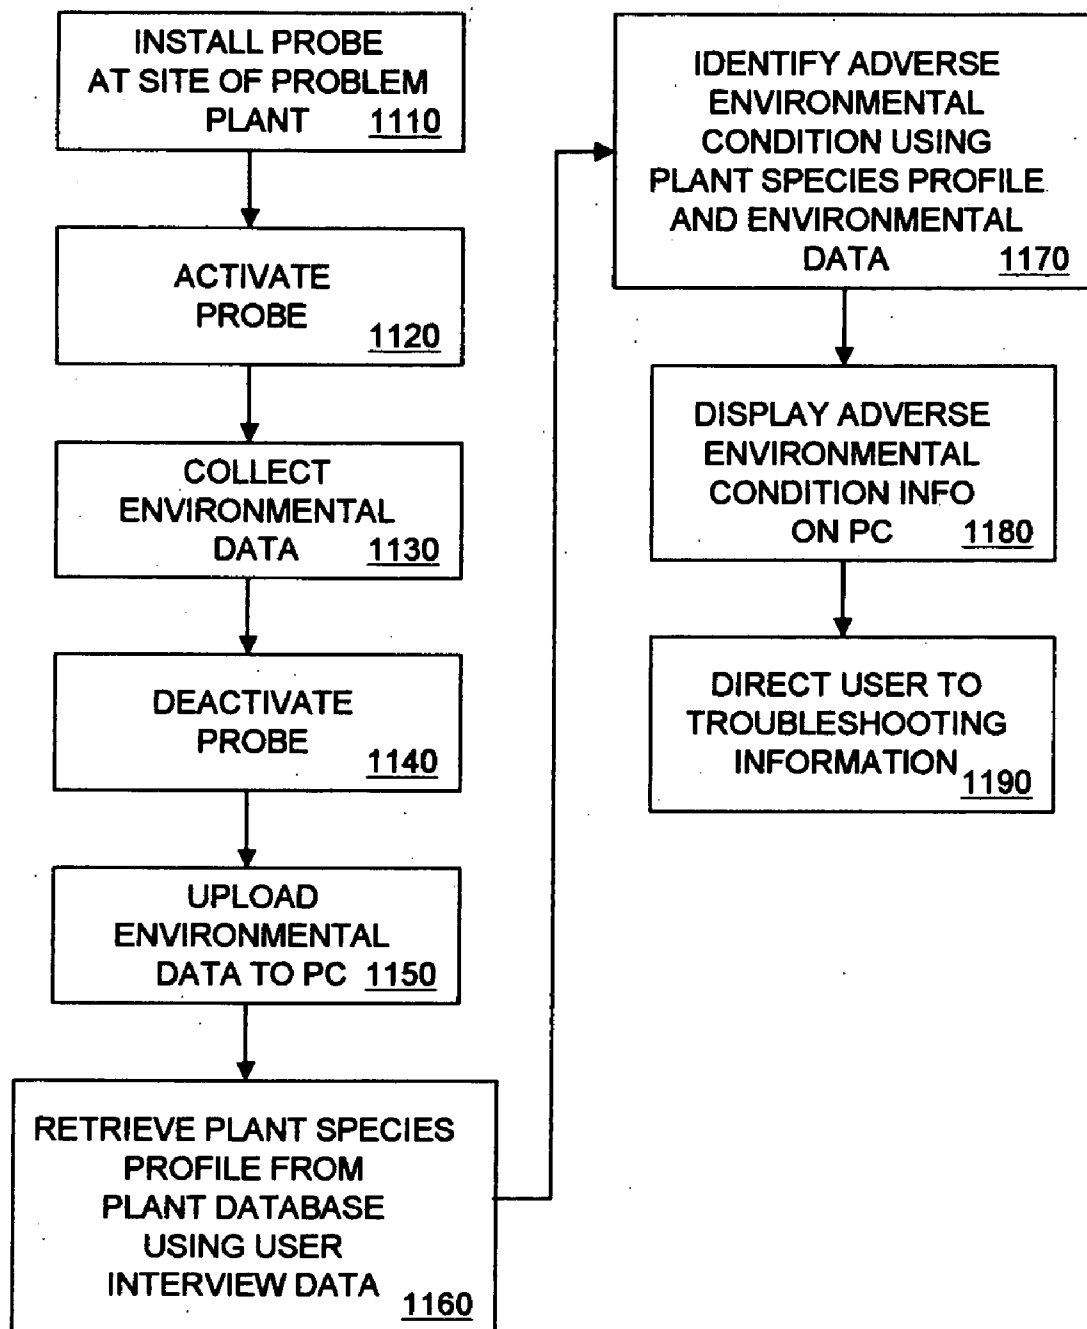 INSTALL PROBE
AT SITE OF PROBLEM
PLANT 1110
ACTIVATE
PROBE 1120
COLLECT
ENVIRONMENTAL
DATA 1130
DEACTIVATE
PROBE
1140
UPLOAD
ENVIRONMENTAL
DATA TO PC 1150
RETRIEVE PLANT SPECIES
PROFILE FROM
PLANT DATABASE
USING USER
INTERVIEW DATA
1160
IDENTIFY ADVERSE
ENVIRONMENTAL
CONDITION USING
PLANT SPECIES PROFILE
AND ENVIRONMENTAL
DATA 1170
DISPLAY ADVERSE
ENVIRONMENTAL
CONDITION INFO
ON PC 1180
DIRECT USER TO
TROUBLESHOOTING
INFORMATION
1190